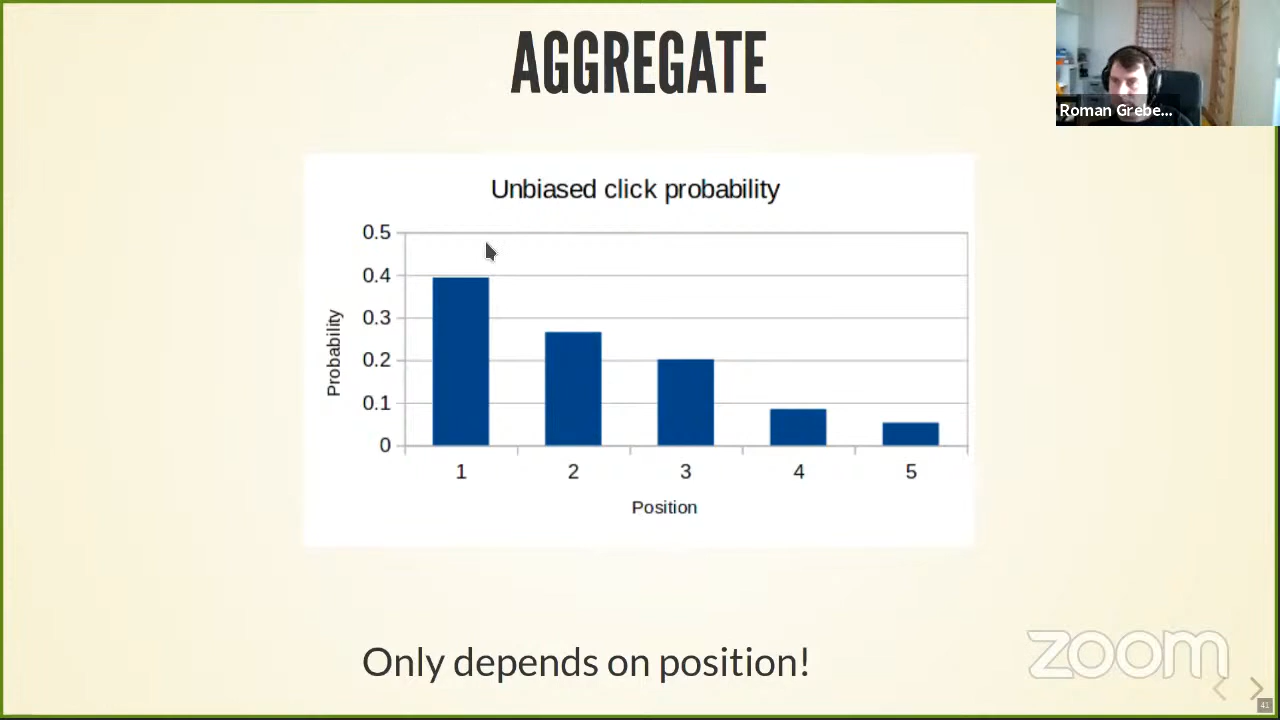 AGGREGATE
Roman Grebe...
Unbiased click probability
0.5
0.4
0.3
0.2
0.1
0
Probability
1 2 3 4 5
Position
Only depends on position!
zoom
41